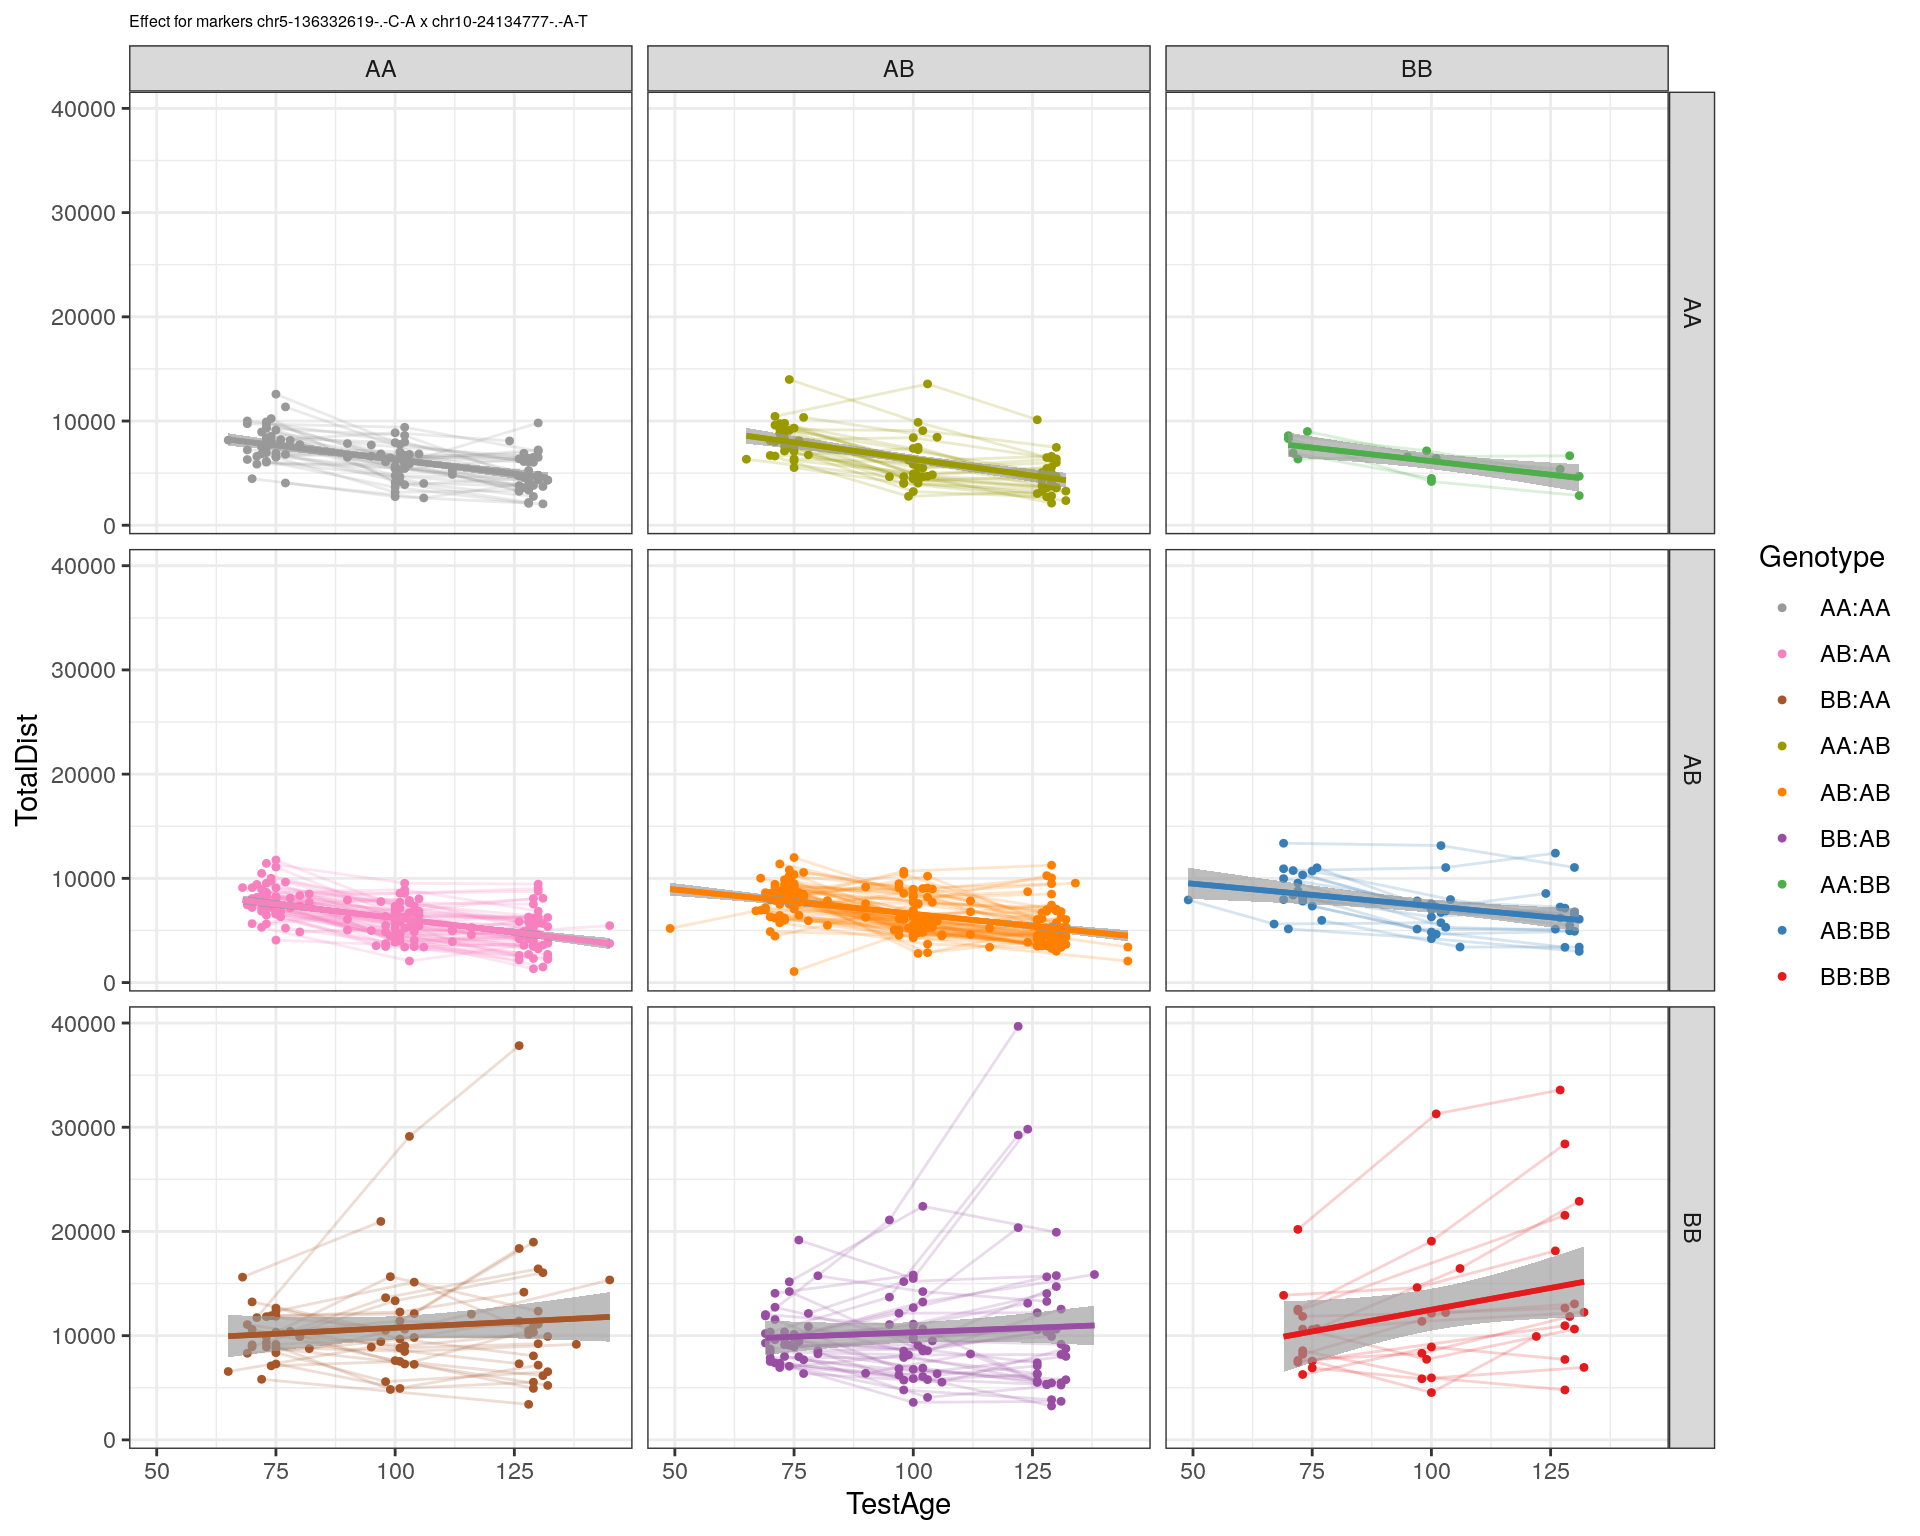 Effect for markers chr5-136332619-.-C-A x chr10-24134777-.-A-T
AA
AB
BB
40000
30000
20000
10000
0
AA
40000
30000
20000
10000
0
AB
40000
30000
20000
10000
0
BB
50
75
100
125
50
75
100
125
50
75
100
125
TestAge
TotalDist
Genotype
AA:AA
AB:AA
BB:AA
AA:AB
AB:AB
BB:AB
AA:BB
AB:BB
BB:BB